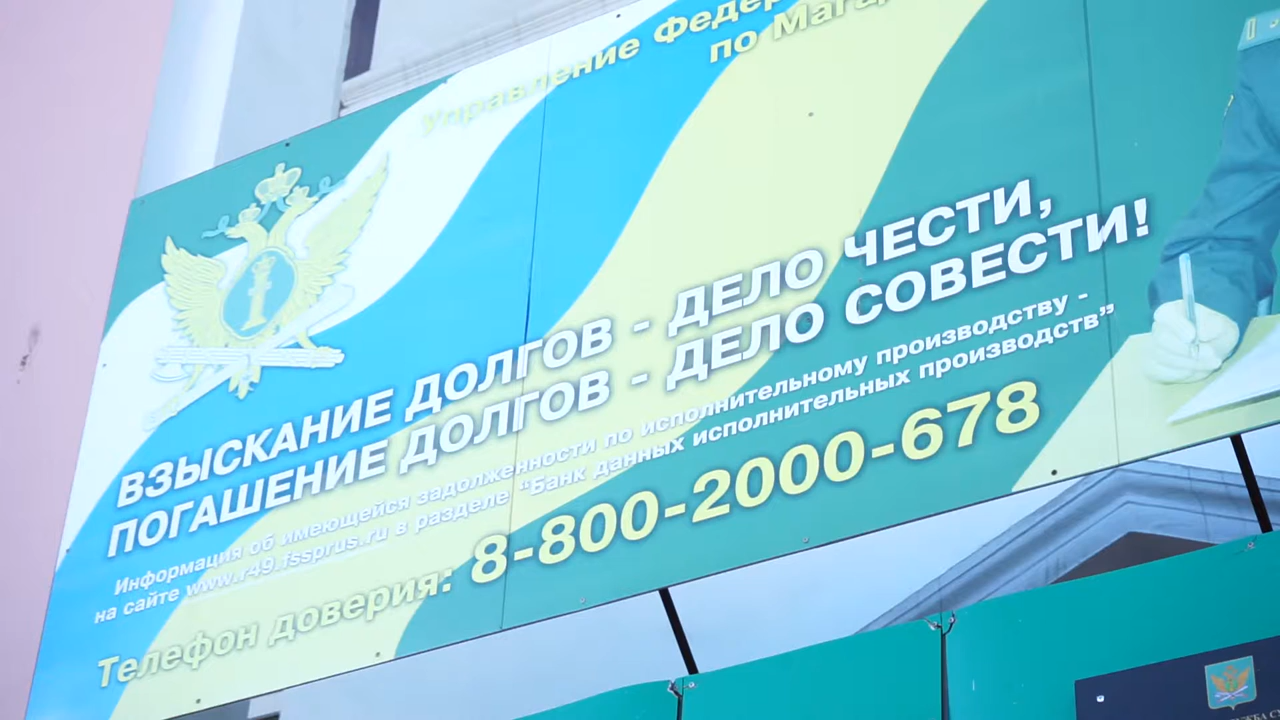 Управление Федер
по Мага
ВЗЫСКАНИЕ ДОЛГОВ - ДЕЛО ЧЕСТИ,
ПОГАШЕНИЕ ДОЛГОВ - ДЕЛО СОВЕСТИ!
Информация об имеющейся задолженности по исполнительному производству -
на сайте www.r49.fssprus.ru в разделе “Банк данных исполнительных производств”
Телефон доверия: 8-800-2000-678